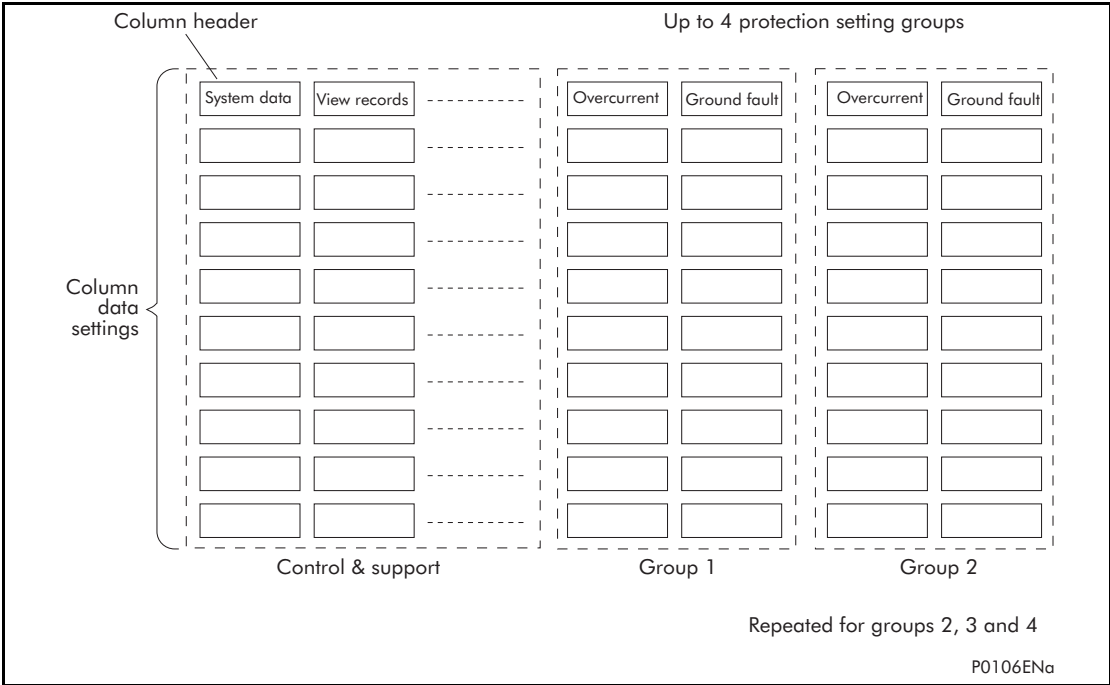 Column header
Up to 4 protection setting groups
System data
View records
Overcurrent
Ground fault
Overcurrent
Ground fault
Column
data
settings
Control & support
Group 1
Group 2
Repeated for groups 2, 3 and 4
P0106ENa